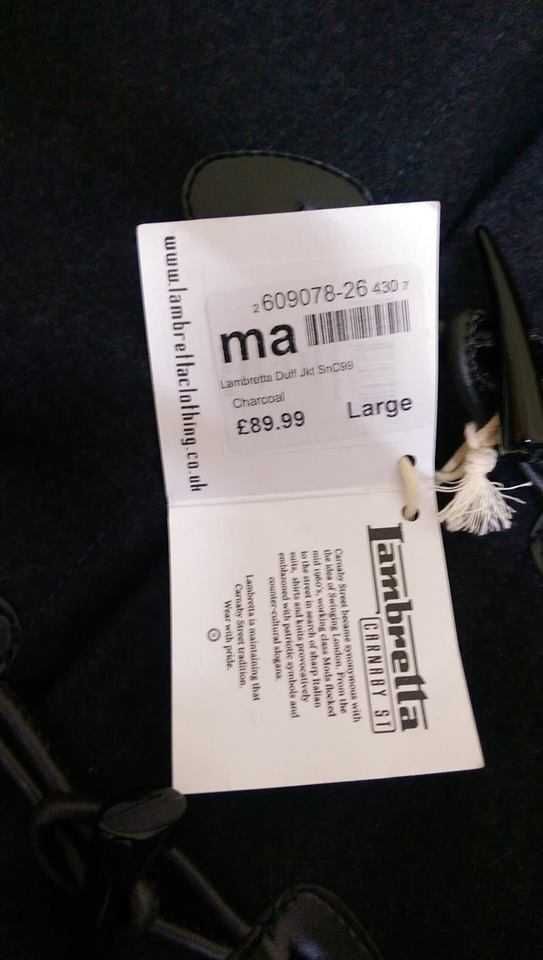 www.lambrettaclothing.co.uk
2 609078-26 430 7
ma
Lambretta Duff Jkt SnC99
Charcoal
£89.99
Large
Lambretta
CARNABY ST
Carnaby Street became synonymous with
the idea of Swinging London. From the
mid 1960's, working class Mods flocked
to the street in search of sharp Italian
suits, shirts and knits provocatively
emblazoned with patriotic symbols and
counter-cultural slogans.
Lambretta is maintaining that
Carnaby Street tradition.
Wear with pride.